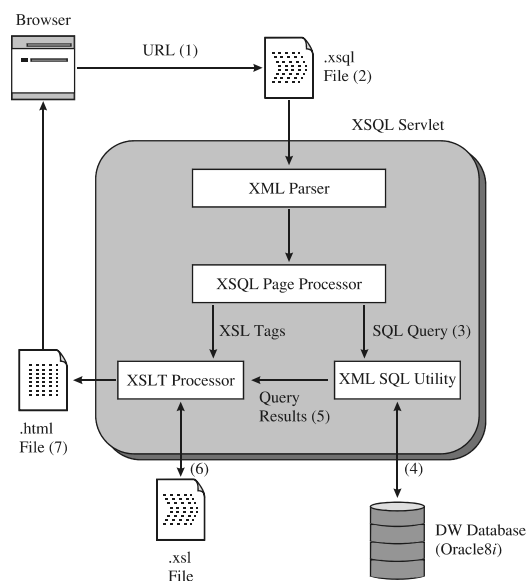 Browser
URL (1)
.xsql
File (2)
XSQL Servlet
XML Parser
XSQL Page Processor
XSL Tags
SQL Query (3)
XSLT Processor
XML SQL Utility
Query
Results (5)
.html
File (7)
(6)
(4)
.xsl
File
DW Database
(Oracle8i)